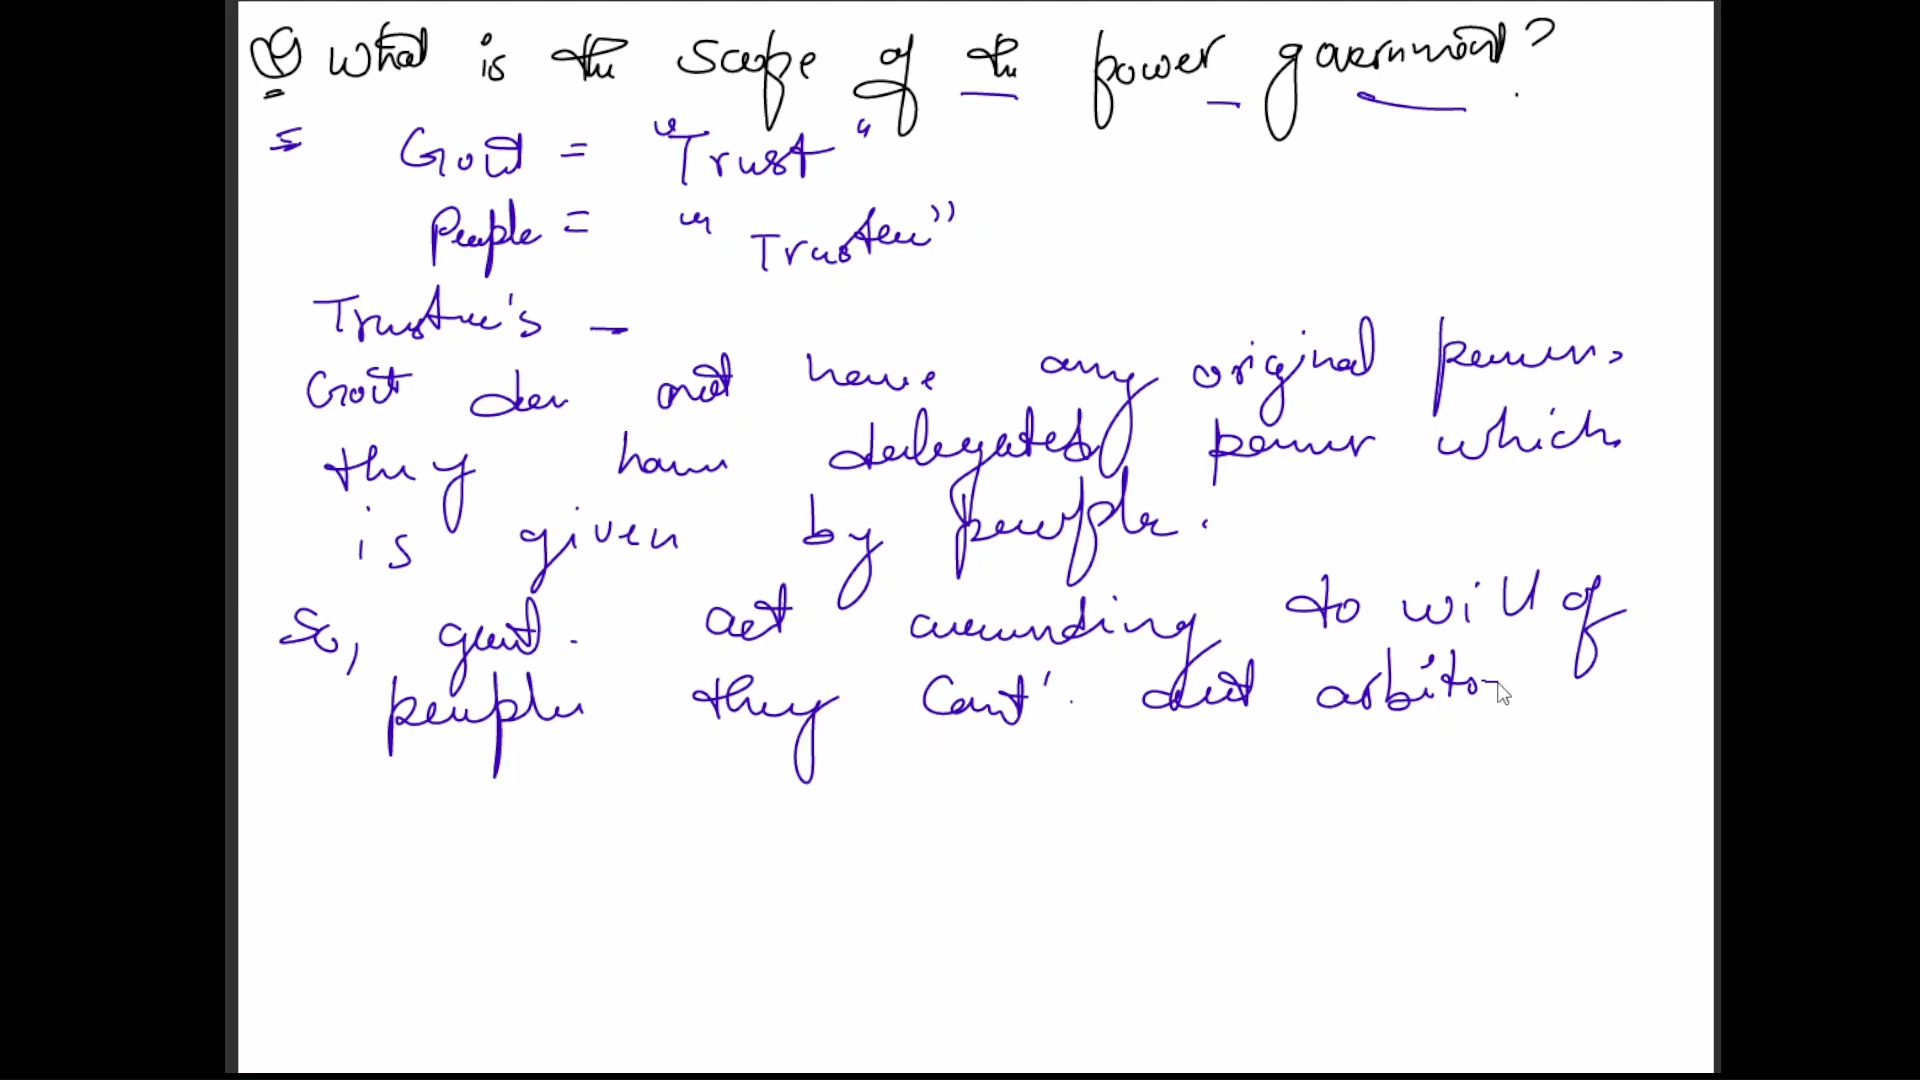 Q What is the scope of the power government?
Govt = "Trust"
People = "Trustee"
Trustee's -
Govt does not have any original power,
they have delegated power which
is given by people.
So, govt. act according to will of
people they can't. act arbitra